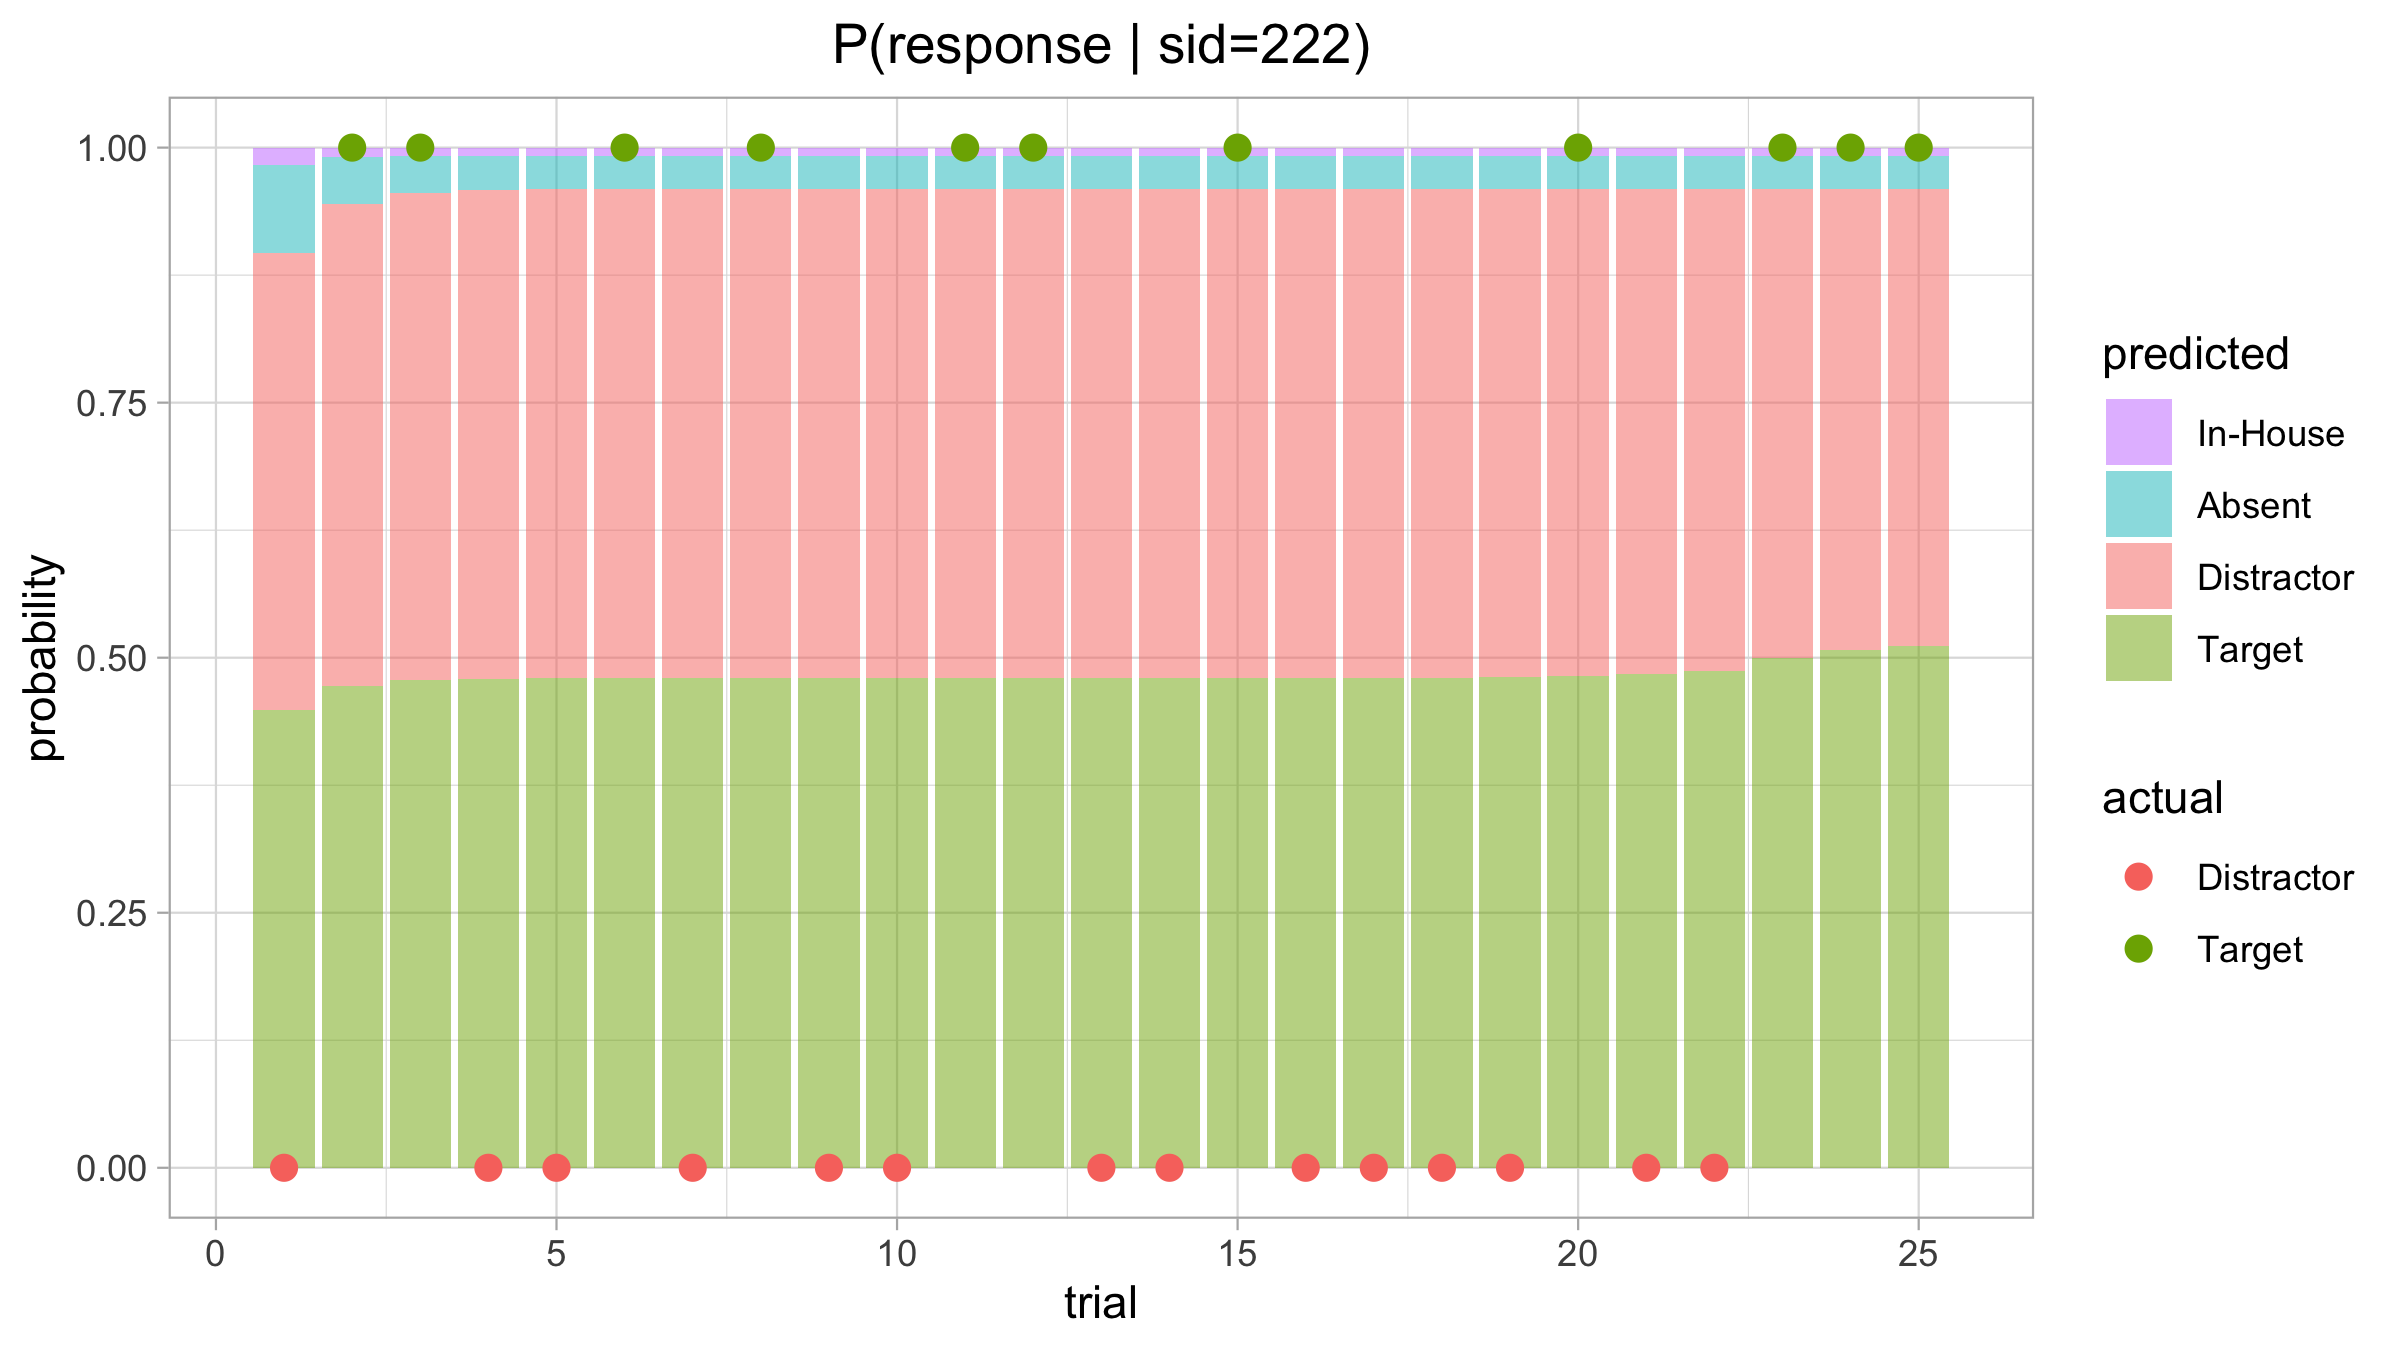 P(response | sid=222)
1.00
0.75
0.50
0.25
0.00
probability
0 5 10 15 20 25
trial
predicted
In-House
Absent
Distractor
Target
actual
Distractor
Target